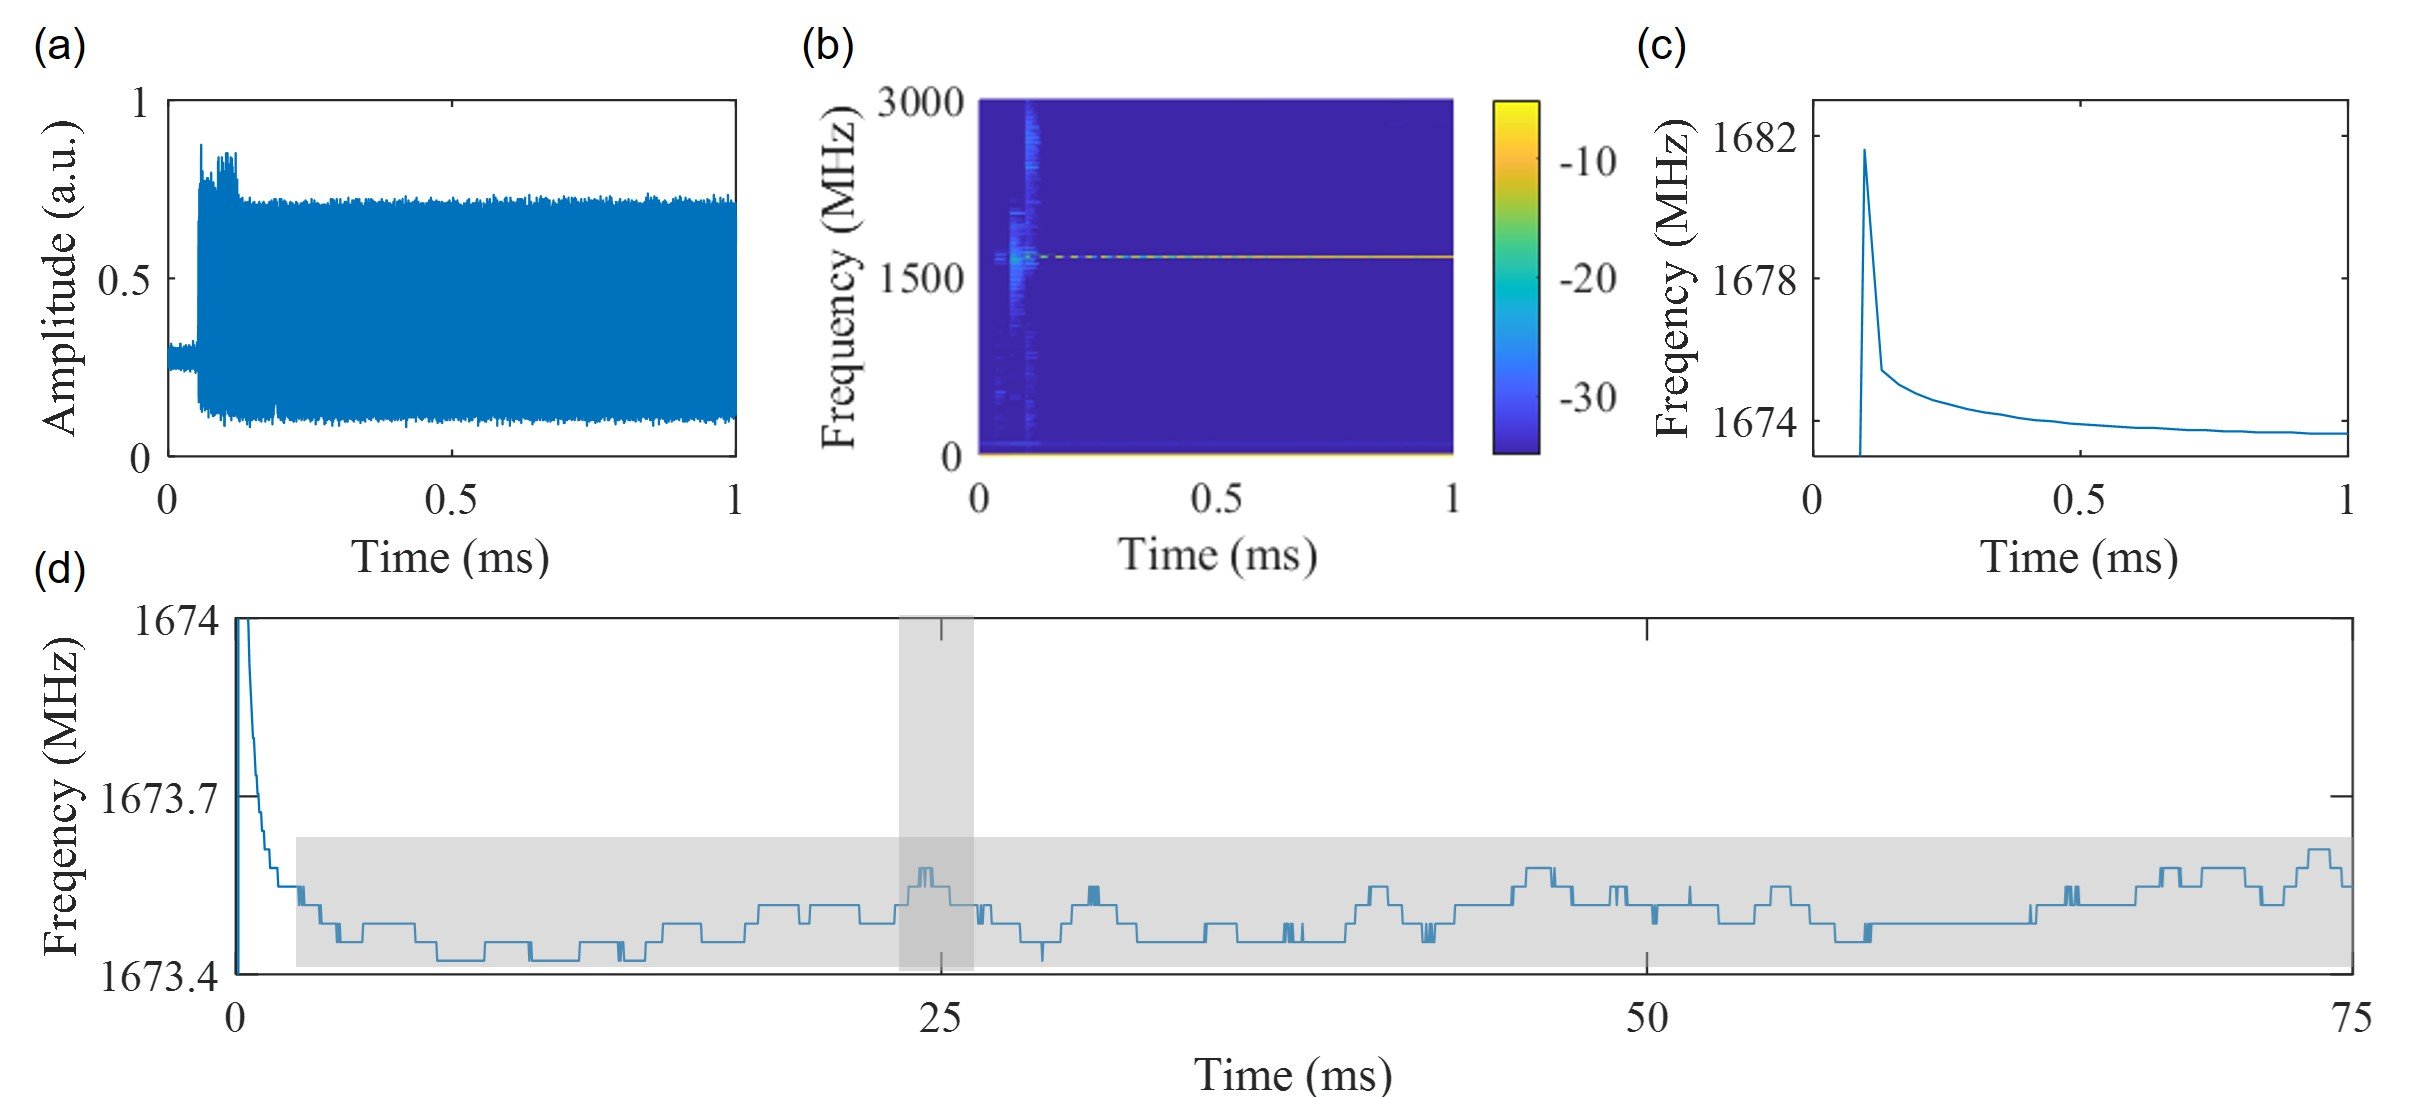 (a)
1
0.5
0
Amplitude (a.u.)
0 0.5 1
Time (ms)
(b)
3000
1500
0
Frequency (MHz)
0 0.5 1
Time (ms)
-10
-20
-30
(c)
1682
1678
1674
Freqency (MHz)
0 0.5 1
Time (ms)
(d)
1674
1673.7
1673.4
Freqency (MHz)
0 25 50 75
Time (ms)